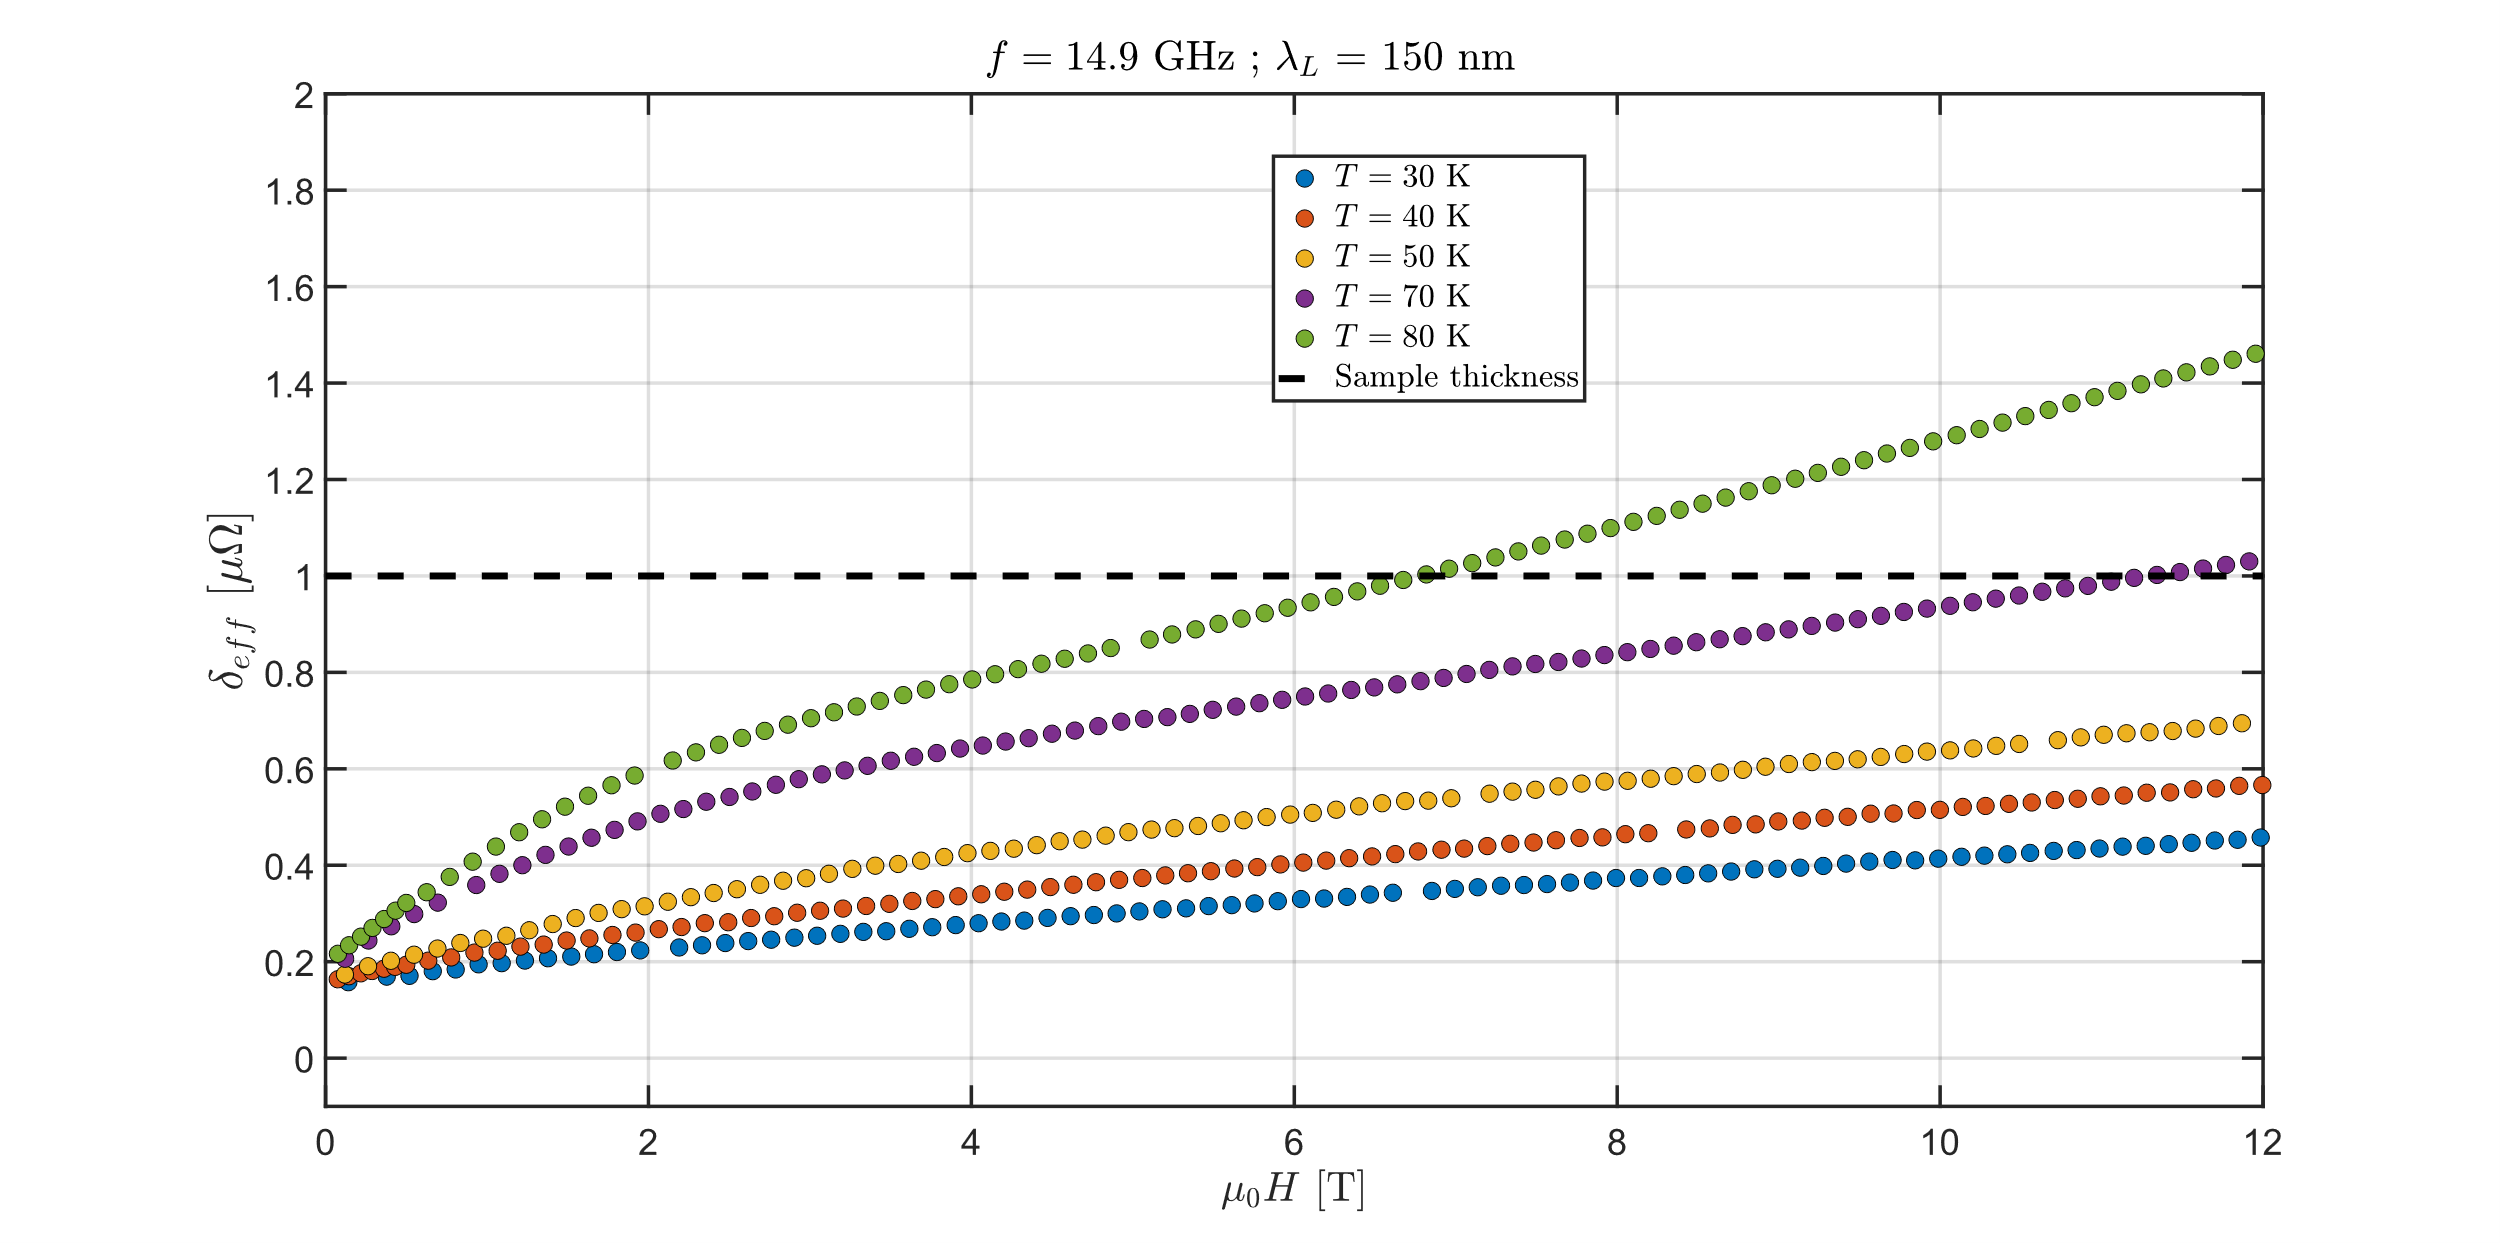 f = 14.9 GHz ; λ_L = 150 nm
2
1.8
1.6
1.4
1.2
1
0.8
0.6
0.4
0.2
0
δ_eff [μΩ]
T = 30 K
T = 40 K
T = 50 K
T = 70 K
T = 80 K
Sample thickness
0 2 4 6 8 10 12
μ₀H [T]